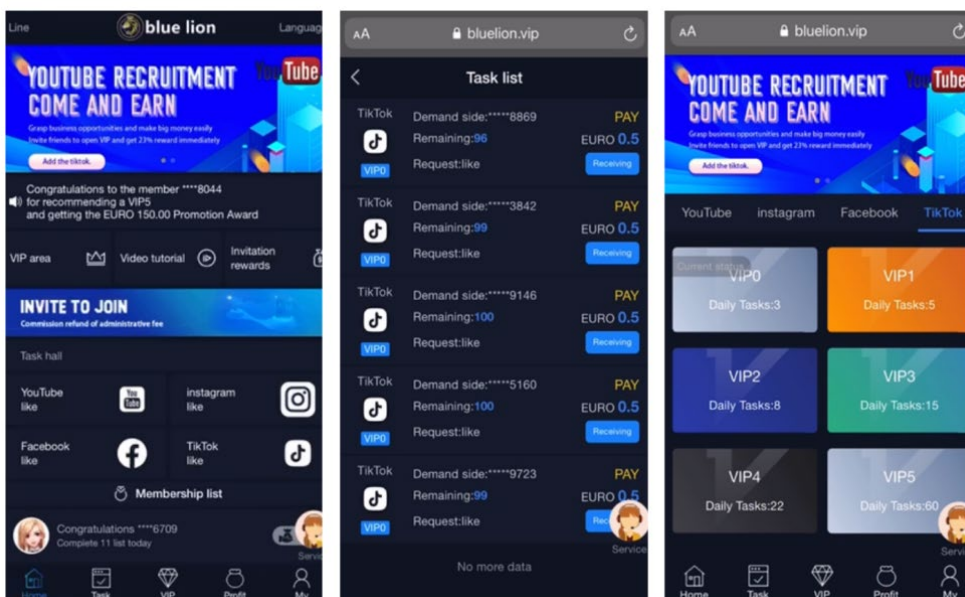 Line
blue lion
Languag
YOUTUBE RECRUITMENT
COME AND EARN
You Tube
Grasp business opportunities and make big money easily
Invite friends to open VIP and get 23% reward immediately
Add the tiktok.
Congratulations to the member ****8044
for recommending a VIP5
and getting the EURO 150.00 Promotion Award
VIP area
Video tutorial
Invitation
rewards
INVITE TO JOIN
Commission refund of administrative fee
Task hall
YouTube
like
You
Tube
instagram
like
Facebook
like
TikTok
like
Membership list
Congratulations ****6709
Complete 11 list today
Servic
Home
Task
VIP
Profit
My
AA
bluelion.vip
Task list
TikTok
Demand side:*****8869
PAY
Remaining:96
EURO 0.5
VIP0
Request:like
Receiving
TikTok
Demand side:*****3842
PAY
Remaining:99
EURO 0.5
VIP0
Request:like
Receiving
TikTok
Demand side:*****9146
PAY
Remaining:100
EURO 0.5
VIP0
Request:like
Receiving
TikTok
Demand side:*****5160
PAY
Remaining:100
EURO 0.5
VIP0
Request:like
Receiving
TikTok
Demand side:*****9723
PAY
Remaining:99
EURO 0.5
VIP0
Request:like
Rec
Service
No more data
AA
bluelion.vip
YOUTUBE RECRUITMENT
COME AND EARN
You Tube
Grasp business opportunities and make big money easily
Invite friends to open VIP and get 23% reward immediately
Add the tiktok.
YouTube
instagram
Facebook
TikTok
Current status
VIP0
Daily Tasks:3
VIP1
Daily Tasks:5
VIP2
Daily Tasks:8
VIP3
Daily Tasks:15
VIP4
Daily Tasks:22
VIP5
Daily Tasks:60
Servi
Home
Task
VIP
Profit
My